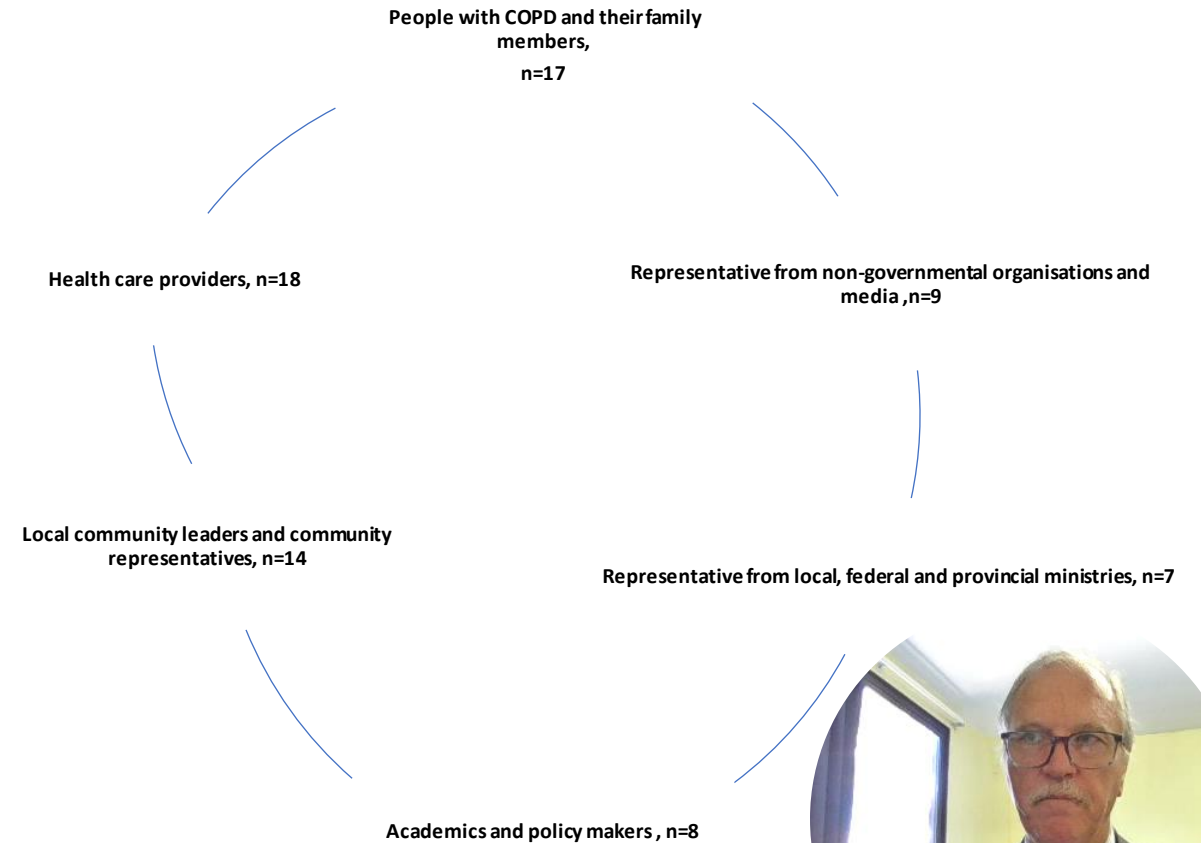 People with COPD and their family
members,
n=17
Health care providers, n=18
Representative from non-governmental organisations and
media ,n=9
Local community leaders and community
representatives, n=14
Representative from local, federal and provincial ministries, n=7
Academics and policy makers , n=8